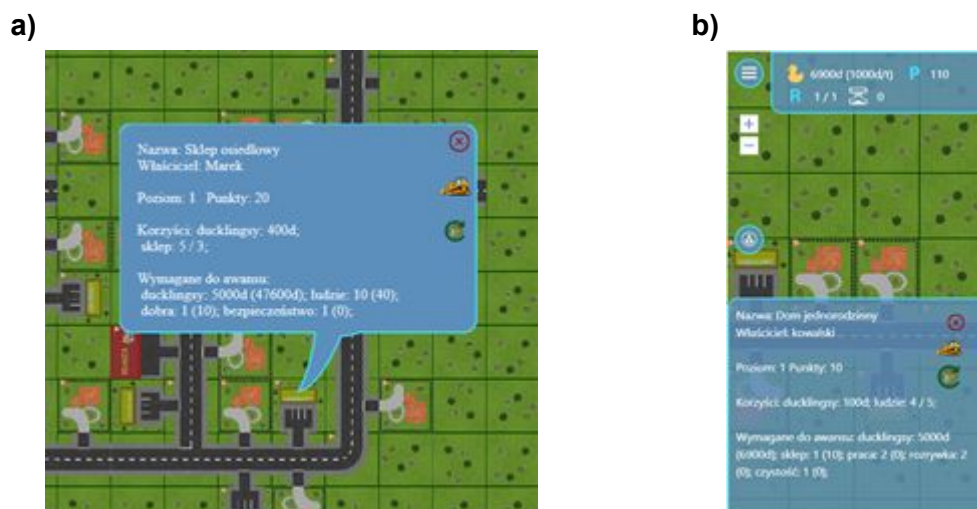 a)
Nazwa: Sklep osiedlowy
Właściciel: Marek
Poziom: 1 Punkty: 20
Korzyści: ducklingsy: 400d;
sklep: 5 / 3;
Wymagane do awansu:
ducklingsy: 5000d (47600d); ludzie: 10 (40);
dobra: 1 (10); bezpieczeństwo: 1 (0);
b)
6900d (1000d/t) P 110
R 1 / 1 0
+
−
Nazwa: Dom jednorodzinny
Właściciel: kowalski
Poziom: 1 Punkty: 10
Korzyści: ducklingsy: 100d; ludzie: 4 / 5;
Wymagane do awansu: ducklingsy: 5000d
(6900d); sklep: 1 (10); praca: 2 (0); rozrywka: 2
(0); czystość: 1 (0);